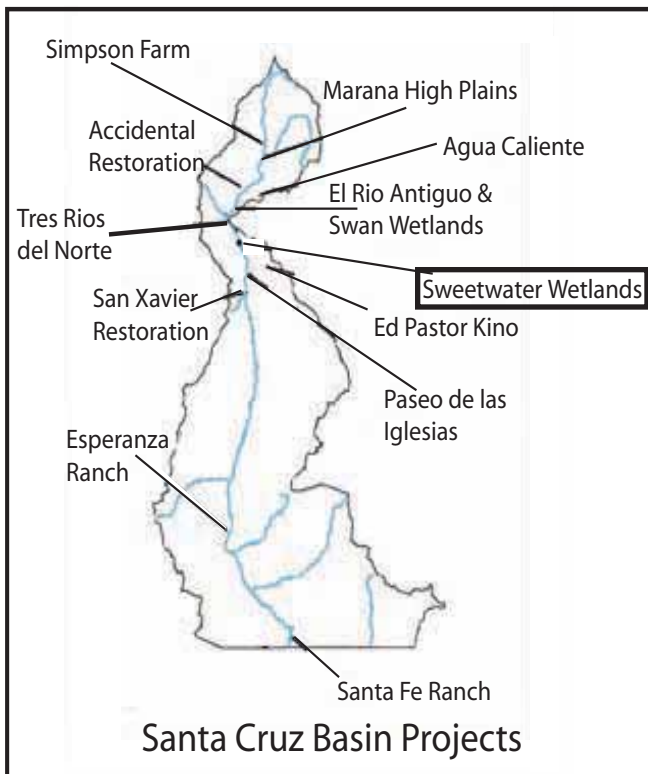 Simpson Farm
Marana High Plains
Accidental
Restoration
Agua Caliente
El Rio Antiguo &
Swan Wetlands
Tres Rios
del Norte
Sweetwater Wetlands
San Xavier
Restoration
Ed Pastor Kino
Paseo de las
Iglesias
Esperanza
Ranch
Santa Fe Ranch
Santa Cruz Basin Projects